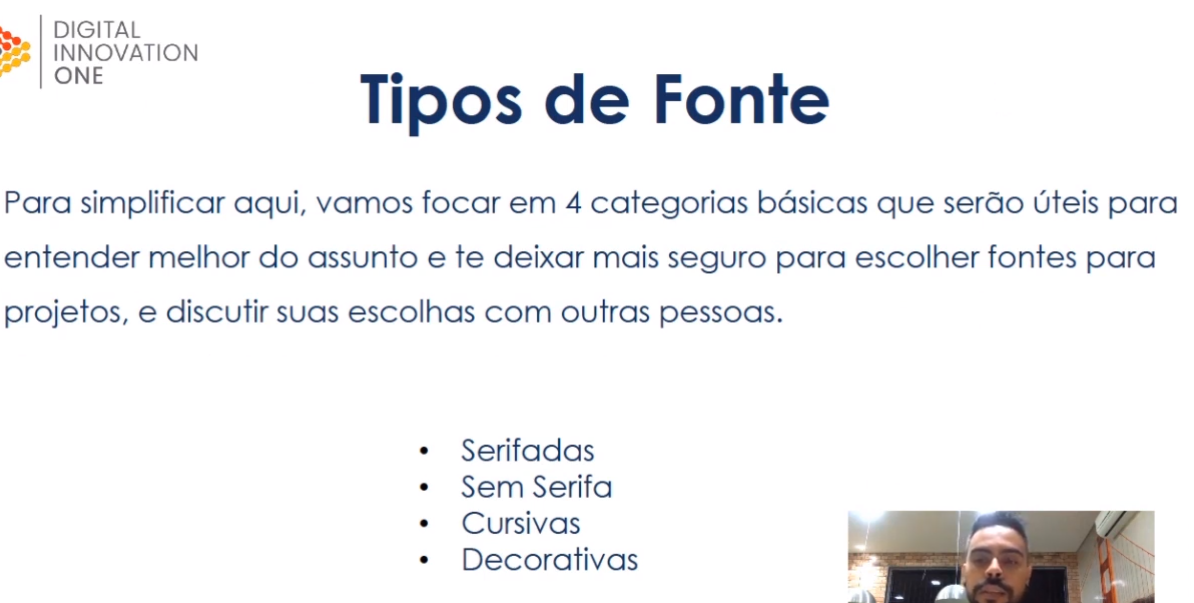 DIGITAL
INNOVATION
ONE
Tipos de Fonte
Para simplificar aqui, vamos focar em 4 categorias básicas que serão úteis para
entender melhor do assunto e te deixar mais seguro para escolher fontes para
projetos, e discutir suas escolhas com outras pessoas.
• Serifadas
• Sem Serifa
• Cursivas
• Decorativas